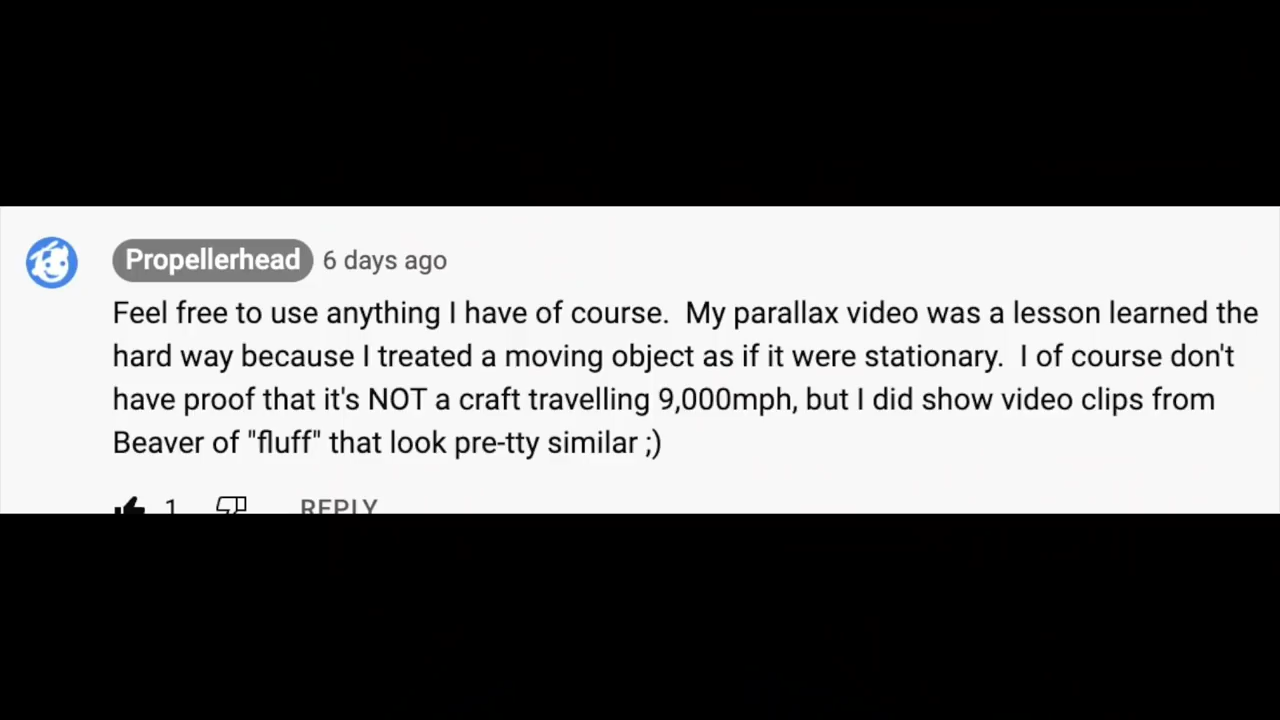 Propellerhead 6 days ago
Feel free to use anything I have of course.  My parallax video was a lesson learned the
hard way because I treated a moving object as if it were stationary.  I of course don't
have proof that it's NOT a craft travelling 9,000mph, but I did show video clips from
Beaver of "fluff" that look pre-tty similar ;)
1 REPLY